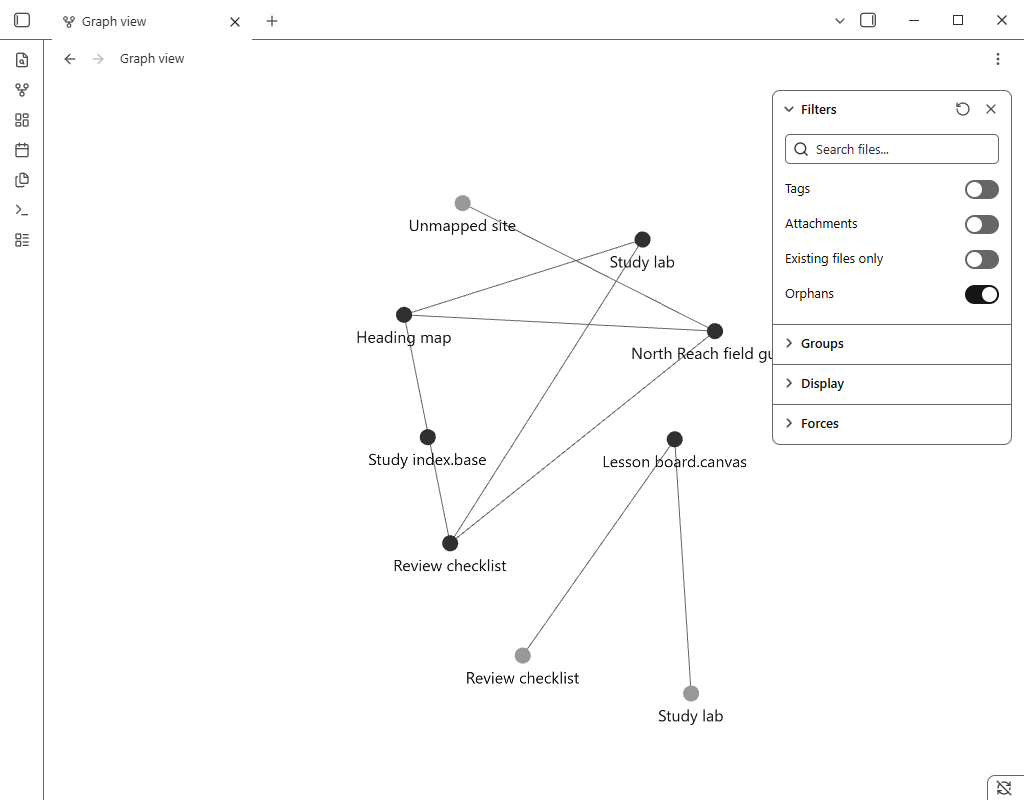 Graph view
Graph view
Filters
Search files...
Tags
Attachments
Existing files only
Orphans
Groups
Display
Forces
Unmapped site
Study lab
Heading map
North Reach field gu
Study index.base
Lesson board.canvas
Review checklist
Review checklist
Study lab